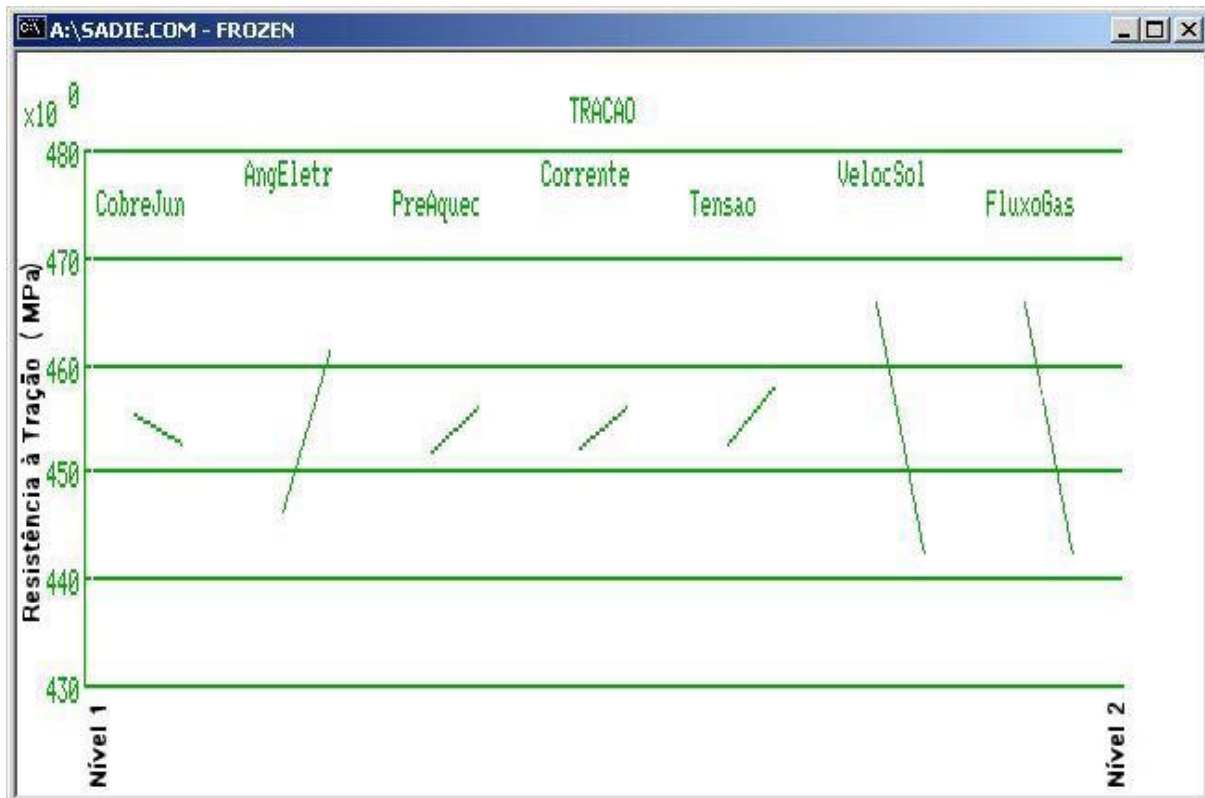 A:\SADIE.COM - FROZEN
x10 0
TRACAO
480
AngEletr
Corrente
VelocSol
CobreJun
PreAquec
Tensao
FluxoGas
470
460
450
440
430
Resistência à Tração ( MPa)
Nível 1
Nível 2